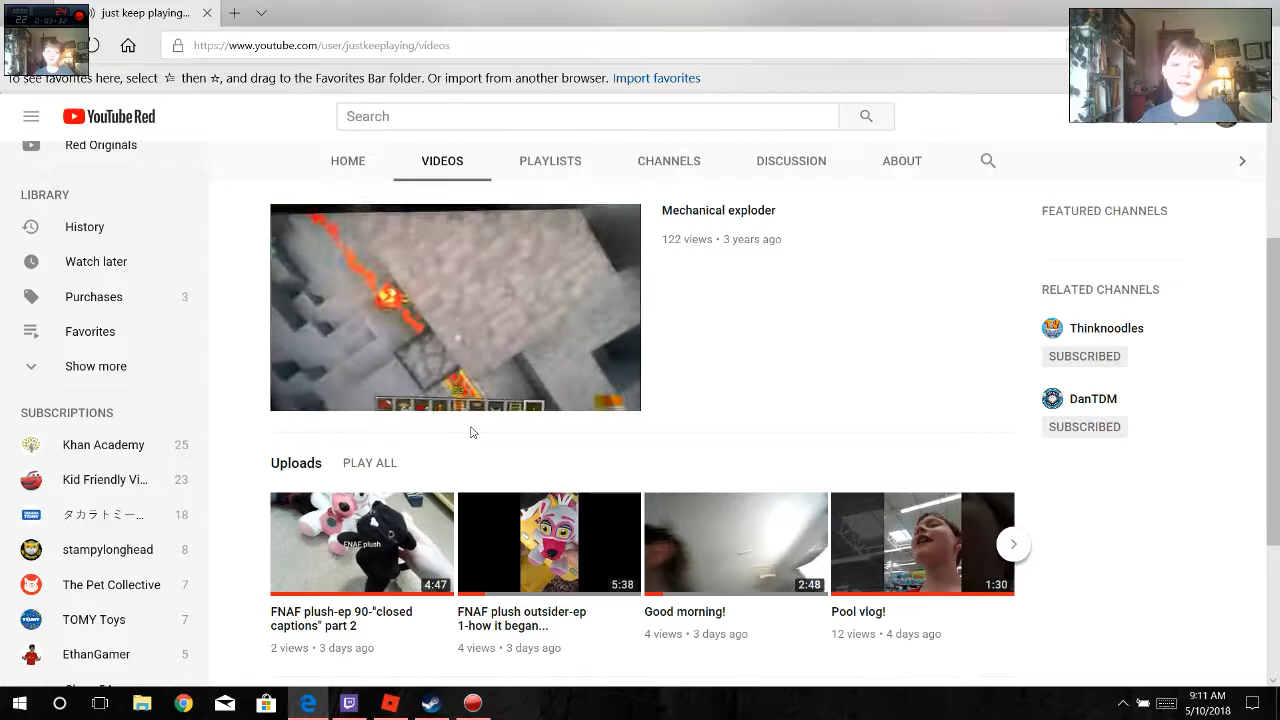 just keep playing
https://www.youtube.com/user/justkeeplaying/videos
To see favorites here, select ☆ then ☆, and drag to the Favorites Bar folder. Or import from another browser. Import favorites
YouTube Red
Search
Red Originals
HOME VIDEOS PLAYLISTS CHANNELS DISCUSSION ABOUT
LIBRARY
History
Watch later
Purchases 3
Favorites
Show more
SUBSCRIPTIONS
Khan Academy 25
Kid Friendly Vi... 23
タカラトミー... 18
stampylonghead 8
The Pet Collective 7
TOMY Toys 7
EthanGamer 5
Mechanical exploder
122 views • 3 years ago
Uploads PLAY ALL
FNAF plush
4:47
FNAF plush-ep 90-"closed
captions" part 2
2 views • 3 days ago
5:38
FNAF plush outsider-ep
1-how it began...
4 views • 3 days ago
2:48
Good morning!
4 views • 3 days ago
1:30
Pool vlog!
12 views • 4 days ago
FEATURED CHANNELS
RELATED CHANNELS
Thinknoodles
SUBSCRIBED
DanTDM
SUBSCRIBED
9:11 AM
5/10/2018